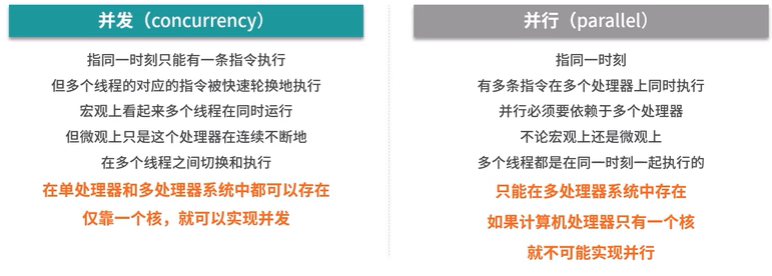 并发（concurrency）
指同一时刻只能有一条指令执行
但多个线程的对应的指令被快速轮换地执行
宏观上看起来多个线程在同时运行
但微观上只是这个处理器在连续不断地
在多个线程之间切换和执行
在单处理器和多处理器系统中都可以存在
仅靠一个核，就可以实现并发
并行（parallel）
指同一时刻
有多条指令在多个处理器上同时执行
并行必须要依赖于多个处理器
不论宏观上还是微观上
多个线程都是在同一时刻一起执行的
只能在多处理器系统中存在
如果计算机处理器只有一个核
就不可能实现并行